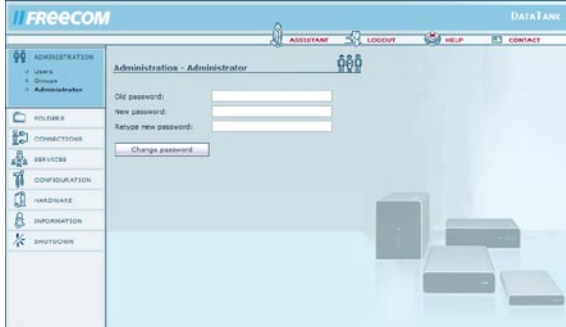 FREECOM
DATATANK
ASSISTANT LOGOUT HELP CONTACT
ADMINISTRATION
Users
Groups
Administrator
FOLDERS
CONNECTIONS
SERVICES
CONFIGURATION
HARDWARE
INFORMATION
SHUTDOWN
Administration - Administrator
Old password:
New password:
Retype new password:
Change password